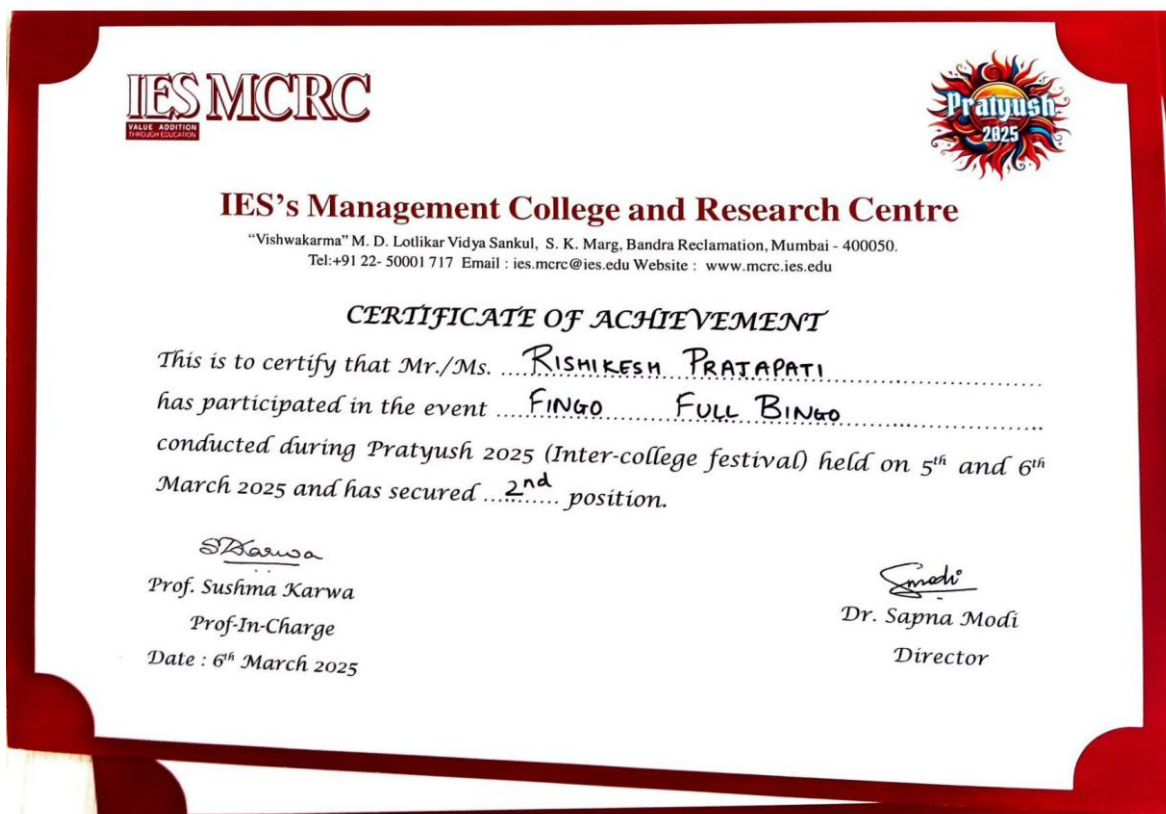 IES MCRC
VALUE ADDITION
THROUGH EDUCATION
Pratyush
2025
IES's Management College and Research Centre
"Vishwakarma" M. D. Lotlikar Vidya Sankul, S. K. Marg, Bandra Reclamation, Mumbai - 400050.
Tel:+91 22- 50001 717 Email : ies.mcrc@ies.edu Website : www.mcrc.ies.edu
CERTIFICATE OF ACHIEVEMENT
This is to certify that Mr./Ms. ....RISHIKESH PRAJAPATI....
has participated in the event ....FINGO FULL BINGO....
conducted during Pratyush 2025 (Inter-college festival) held on 5th and 6th
March 2025 and has secured ...2nd... position.
SDKarwa
Prof. Sushma Karwa
Prof-In-Charge
Date : 6th March 2025
Smodi
Dr. Sapna Modi
Director